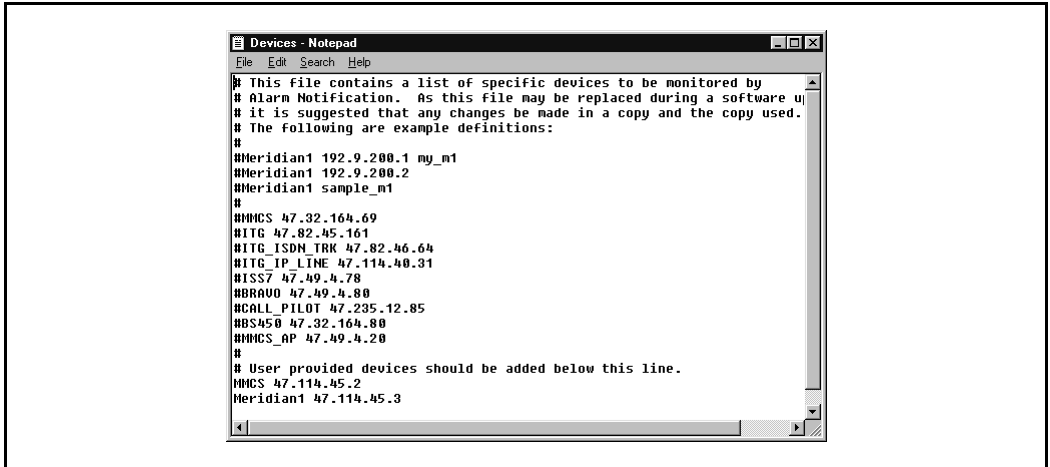 Devices - Notepad
File Edit Search Help
# This file contains a list of specific devices to be monitored by
# Alarm Notification.  As this file may be replaced during a software
# it is suggested that any changes be made in a copy and the copy used.
# The following are example definitions:
#
#Meridian1 192.9.200.1 my_m1
#Meridian1 192.9.200.2
#Meridian1 sample_m1
#
#MMCS 47.32.164.69
#ITG 47.82.45.161
#ITG_ISDN_TRK 47.82.46.64
#ITG_IP_LINE 47.114.40.31
#ISS7 47.49.4.78
#BRAVO 47.49.4.80
#CALL_PILOT 47.235.12.85
#BS450 47.32.164.80
#MMCS_AP 47.49.4.20
#
# User provided devices should be added below this line.
MMCS 47.114.45.2
Meridian1 47.114.45.3